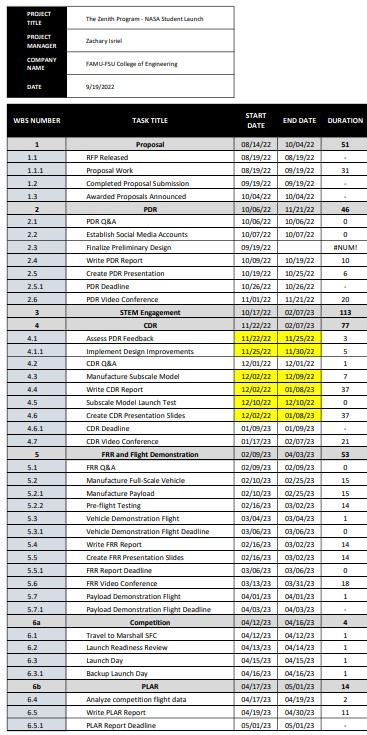 PROJECT TITLE The Zenith Program - NASA Student Launch
PROJECT MANAGER Zachary Isriel
COMPANY NAME FAMU-FSU College of Engineering
DATE 9/19/2022
WBS NUMBER TASK TITLE START DATE END DATE DURATION
1 Proposal 08/14/22 10/04/22 51
1.1 RFP Released 08/19/22 08/19/22 -
1.1.1 Proposal Work 08/19/22 09/19/22 31
1.2 Completed Proposal Submission 09/19/22 09/19/22 -
1.3 Awarded Proposals Announced 10/04/22 10/04/22 -
2 PDR 10/06/22 11/21/22 46
2.1 PDR Q&A 10/06/22 10/06/22 0
2.2 Establish Social Media Accounts 10/07/22 10/07/22 0
2.3 Finalize Preliminary Design 09/19/22 #NUM!
2.4 Write PDR Report 10/09/22 10/19/22 10
2.5 Create PDR Presentation 10/19/22 10/25/22 6
2.5.1 PDR Deadline 10/26/22 10/26/22 -
2.6 PDR Video Conference 11/01/22 11/21/22 20
3 STEM Engagement 10/17/22 02/07/23 113
4 CDR 11/22/22 02/07/23 77
4.1 Assess PDR Feedback 11/22/22 11/25/22 3
4.1.1 Implement Design Improvements 11/25/22 11/30/22 5
4.2 CDR Q&A 12/01/22 12/01/22 1
4.3 Manufacture Subscale Model 12/02/22 12/09/22 7
4.4 Write CDR Report 12/02/22 01/08/23 37
4.5 Subscale Model Launch Test 12/10/22 12/10/22 0
4.6 Create CDR Presentation Slides 12/02/22 01/08/23 37
4.6.1 CDR Deadline 01/09/23 01/09/23 -
4.7 CDR Video Conference 01/17/23 02/07/23 21
5 FRR and Flight Demonstration 02/09/23 04/03/23 53
5.1 FRR Q&A 02/09/23 02/09/23 0
5.2 Manufacture Full-Scale Vehicle 02/10/23 02/25/23 15
5.2.1 Manufacture Payload 02/10/23 02/25/23 15
5.2.2 Pre-flight Testing 02/16/23 03/02/23 14
5.3 Vehicle Demonstration Flight 03/04/23 03/04/23 1
5.3.1 Vehicle Demonstration Flight Deadline 03/06/23 03/06/23 0
5.4 Write FRR Report 02/16/23 03/02/23 14
5.5 Create FRR Presentation Slides 02/16/23 03/02/23 14
5.5.1 FRR Report Deadline 03/06/23 03/06/23 0
5.6 FRR Video Conference 03/13/23 03/31/23 18
5.7 Payload Demonstration Flight 04/01/23 04/01/23 1
5.7.1 Payload Demonstration Flight Deadline 04/03/23 04/03/23 -
6a Competition 04/12/23 04/16/23 4
6.1 Travel to Marshall SFC 04/12/23 04/12/23 1
6.2 Launch Readiness Review 04/13/23 04/14/23 1
6.3 Launch Day 04/15/23 04/15/23 1
6.3.1 Backup Launch Day 04/16/23 04/16/23 1
6b PLAR 04/17/23 05/01/23 14
6.4 Analyze competition flight data 04/17/23 04/19/23 2
6.5 Write PLAR Report 04/19/23 04/30/23 11
6.5.1 PLAR Report Deadline 05/01/23 05/01/23 -